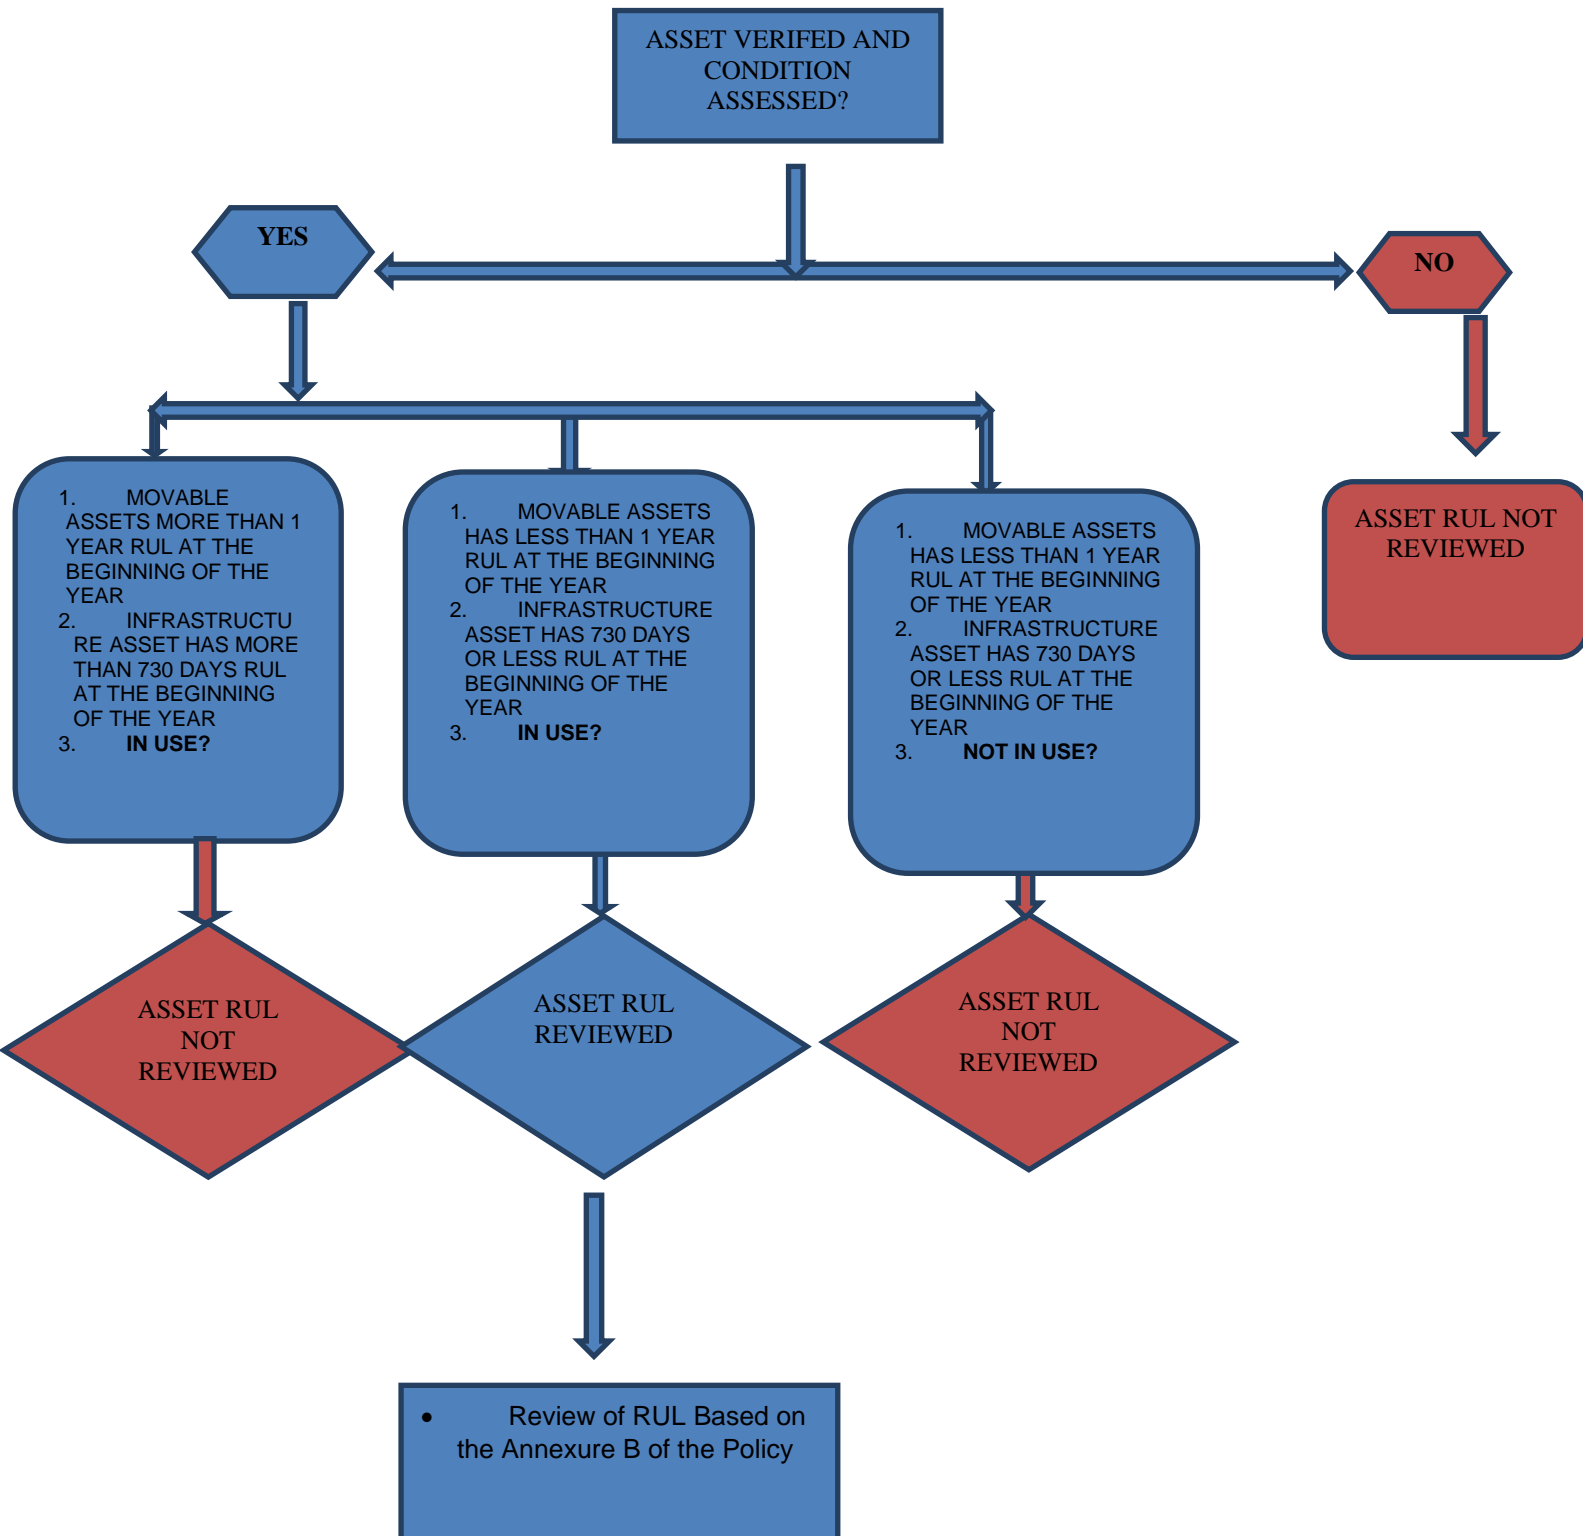 ASSET VERIFED AND
CONDITION
ASSESSED?
YES
NO
1. MOVABLE
ASSETS MORE THAN 1
YEAR RUL AT THE
BEGINNING OF THE
YEAR
2. INFRASTRUCTU
RE ASSET HAS MORE
THAN 730 DAYS RUL
AT THE BEGINNING
OF THE YEAR
3. IN USE?
1. MOVABLE ASSETS
HAS LESS THAN 1 YEAR
RUL AT THE BEGINNING
OF THE YEAR
2. INFRASTRUCTURE
ASSET HAS 730 DAYS
OR LESS RUL AT THE
BEGINNING OF THE
YEAR
3. IN USE?
1. MOVABLE ASSETS
HAS LESS THAN 1 YEAR
RUL AT THE BEGINNING
OF THE YEAR
2. INFRASTRUCTURE
ASSET HAS 730 DAYS
OR LESS RUL AT THE
BEGINNING OF THE
YEAR
3. NOT IN USE?
ASSET RUL NOT
REVIEWED
ASSET RUL
NOT
REVIEWED
ASSET RUL
REVIEWED
ASSET RUL
NOT
REVIEWED
• Review of RUL Based on
the Annexure B of the Policy